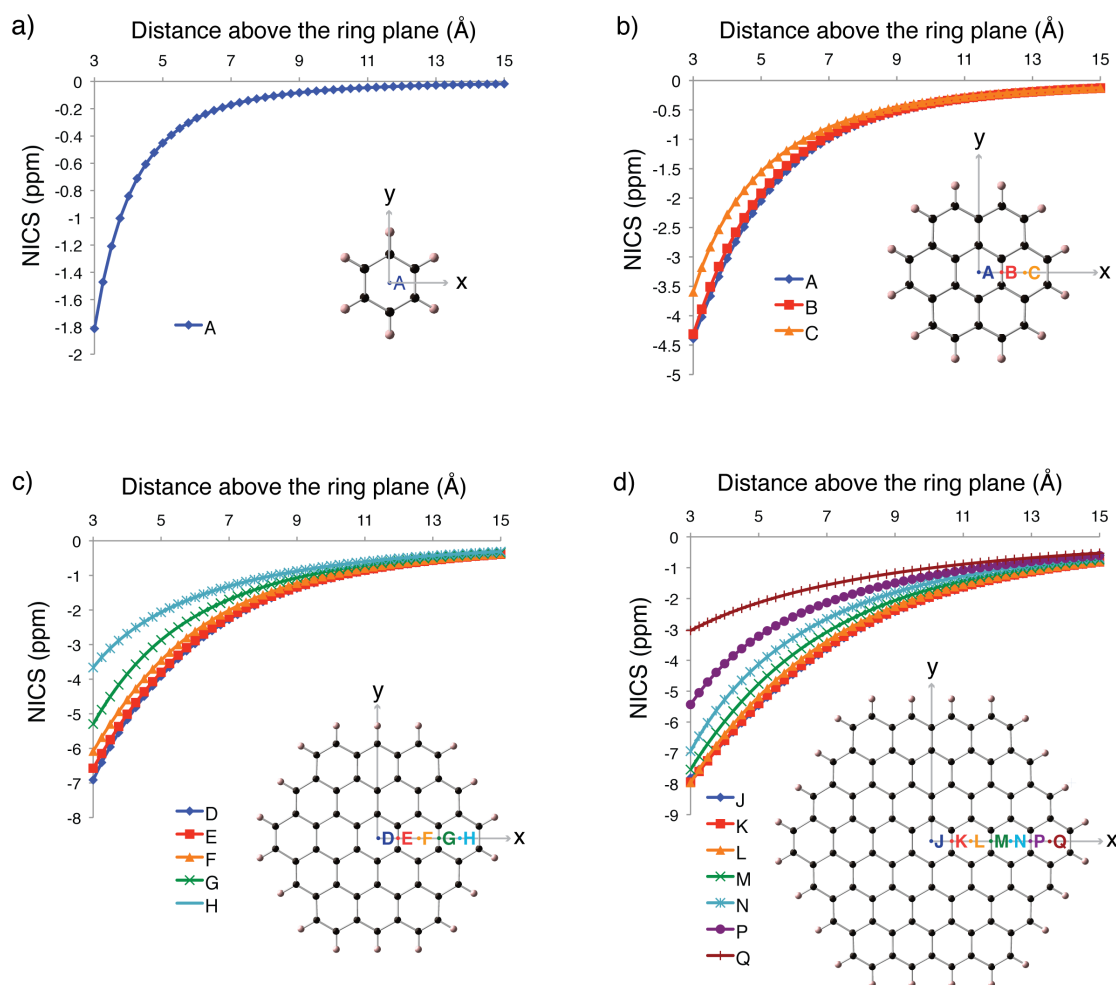 a)
Distance above the ring plane (Å)
3 5 7 9 11 13 15
0
-0.2
-0.4
-0.6
-0.8
-1
-1.2
-1.4
-1.6
-1.8
-2
NICS (ppm)
A
y
A
x
b)
Distance above the ring plane (Å)
3 5 7 9 11 13 15
0
-0.5
-1
-1.5
-2
-2.5
-3
-3.5
-4
-4.5
-5
NICS (ppm)
A
B
C
y
A B C
x
c)
Distance above the ring plane (Å)
3 5 7 9 11 13 15
0
-1
-2
-3
-4
-5
-6
-7
-8
NICS (ppm)
D
E
F
G
H
y
D E F G H
x
d)
Distance above the ring plane (Å)
3 5 7 9 11 13 15
0
-1
-2
-3
-4
-5
-6
-7
-8
-9
NICS (ppm)
J
K
L
M
N
P
Q
y
J K L M N P Q
x